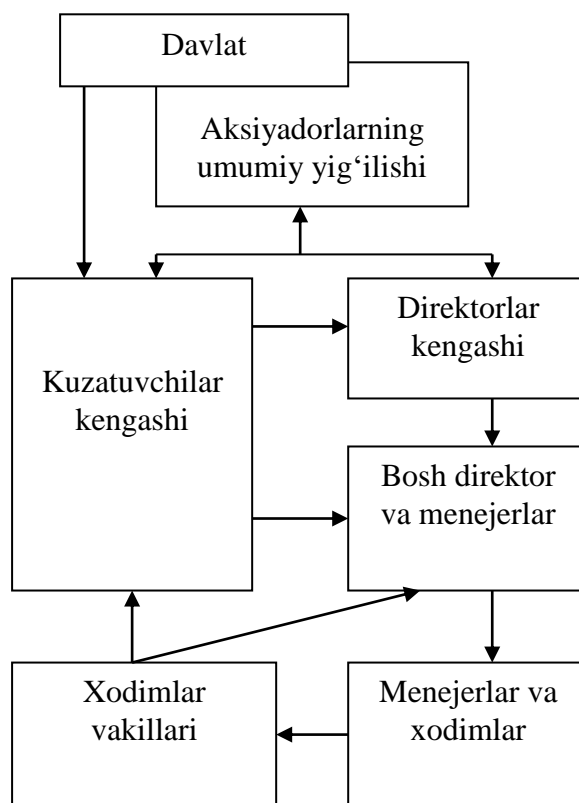 Davlat
Aksiyadorlarning
umumiy yig‘ilishi
Kuzatuvchilar
kengashi
Direktorlar
kengashi
Bosh direktor
va menejerlar
Xodimlar
vakillari
Menejerlar va
xodimlar